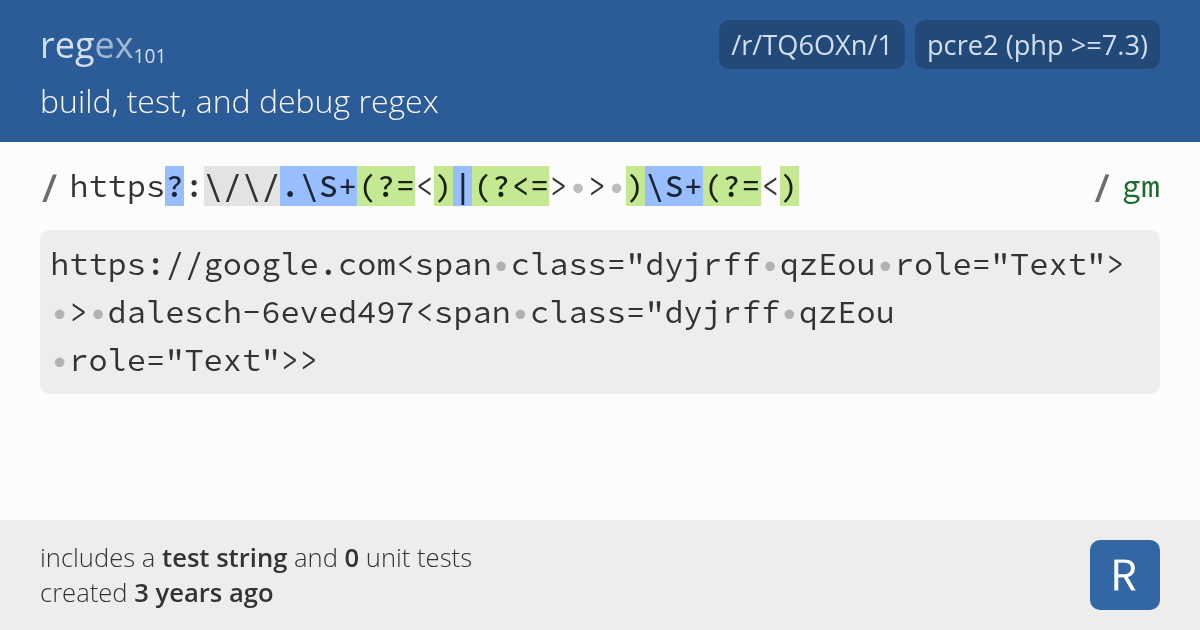 regex101
/r/TQ6OXn/1
pcre2 (php >=7.3)
build, test, and debug regex
/ https?:\/\/.\S+(?=<)|(?<=>·>·)\S+(?=<) / gm
https://google.com<span·class="dyjrff·qzEou·role="Text">
·>·dalesch-6eved497<span·class="dyjrff·qzEou
·role="Text">>
includes a test string and 0 unit tests
created 3 years ago
R